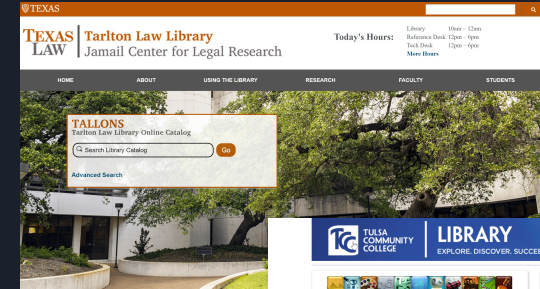 TEXAS
TEXAS LAW
Tarlton Law Library
Jamail Center for Legal Research
Today's Hours:
Library 10am – 12am
Reference Desk 12pm – 6pm
Tech Desk 12pm – 6pm
More Hours
HOME ABOUT USING THE LIBRARY RESEARCH FACULTY STUDENTS
TALLONS
Tarlton Law Library Online Catalog
Search Library Catalog Go
Advanced Search
TCC TULSA COMMUNITY COLLEGE
LIBRARY
EXPLORE. DISCOVER. SUCCEE